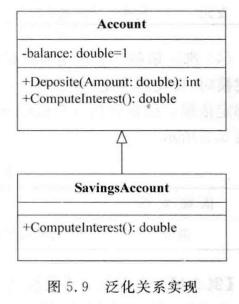 Account
-balance: double=1
+Deposite(Amount: double): int
+ComputeInterest(): double
SavingsAccount
+ComputeInterest(): double
图 5.9 泛化关系实现